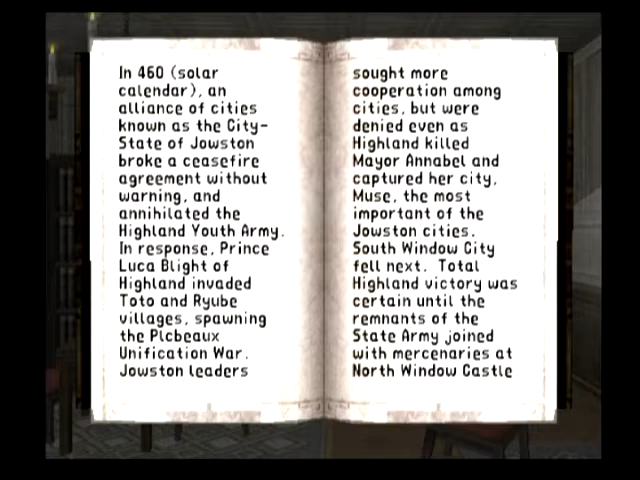 In 460 (solar
calendar), an
alliance of cities
known as the City-
State of Jowston
broke a ceasefire
agreement without
warning, and
annihilated the
Highland Youth Army.
In response, Prince
Luca Blight of
Highland invaded
Toto and Ryube
villages, spawning
the Plcbeaux
Unification War.
Jowston leaders
sought more
cooperation among
cities, but were
denied even as
Highland killed
Mayor Annabel and
captured her city,
Muse, the most
important of the
Jowston cities.
South Window City
fell next. Total
Highland victory was
certain until the
remnants of the
State Army joined
with mercenaries at
North Window Castle